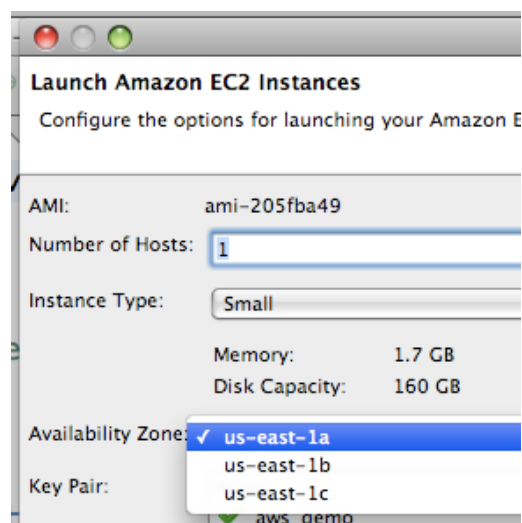 Launch Amazon EC2 Instances
Configure the options for launching your Amazon E
AMI: ami-205fba49
Number of Hosts: 1
Instance Type: Small
Memory: 1.7 GB
Disk Capacity: 160 GB
Availability Zone: ✓ us-east-1a
us-east-1b
us-east-1c
Key Pair:
aws_demo